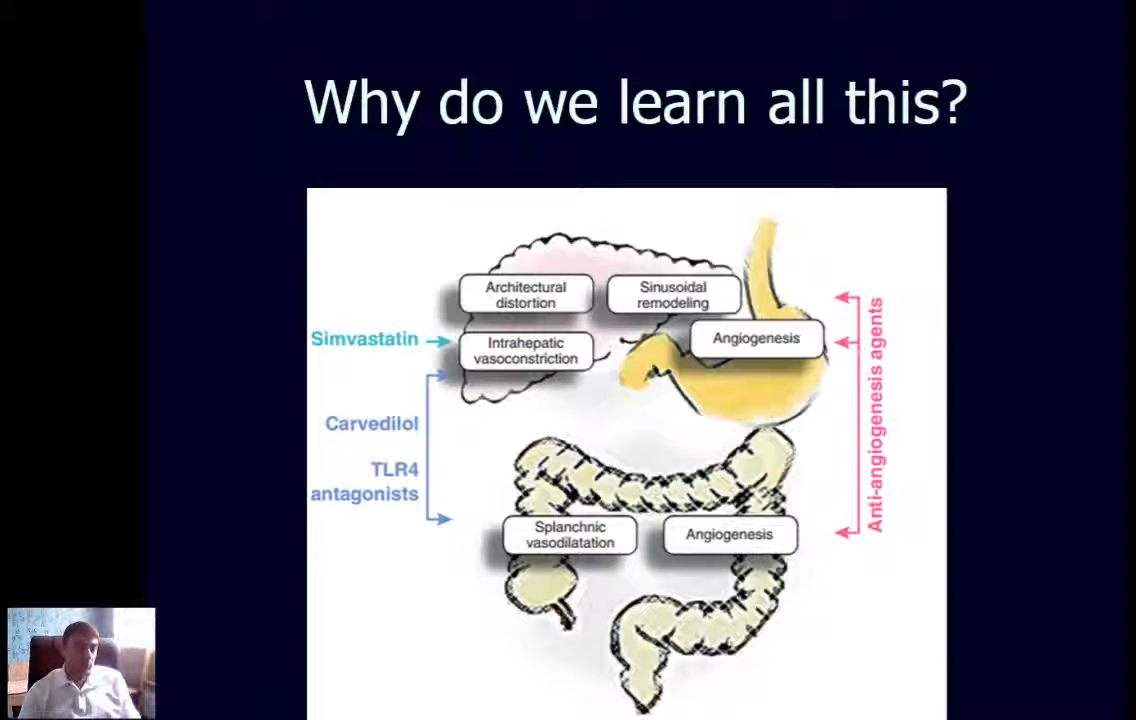 Why do we learn all this?
Architectural
distortion
Sinusoidal
remodeling
Simvastatin
Intrahepatic
vasoconstriction
Angiogenesis
Carvedilol
TLR4
antagonists
Anti-angiogenesis agents
Splanchnic
vasodilatation
Angiogenesis